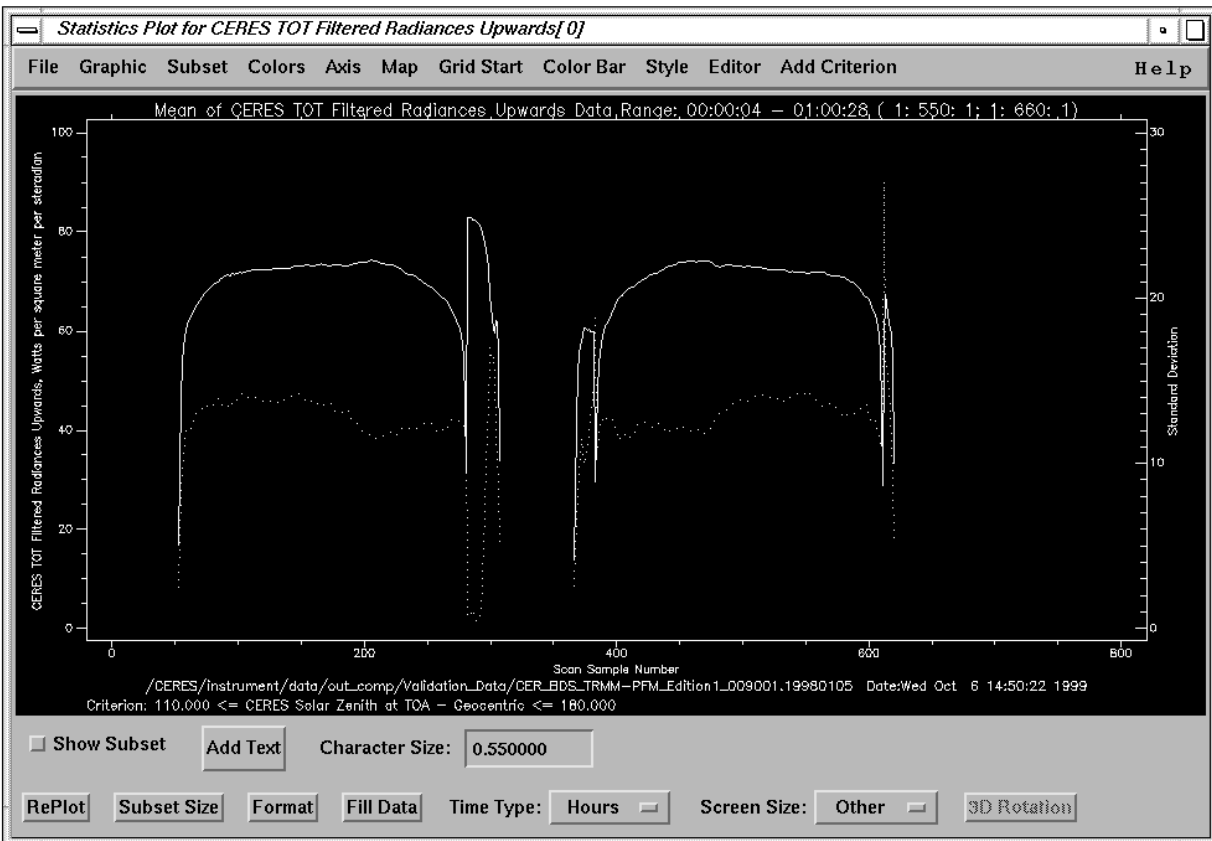 Statistics Plot for CERES TOT Filtered Radiances Upwards[ 0]
File Graphic Subset Colors Axis Map Grid Start Color Bar Style Editor Add Criterion Help
Mean of CERES TOT Filtered Radiances Upwards Data Range: 00:00:04 – 01:00:28 ( 1: 550: 1; 1: 660: 1)
CERES TOT Filtered Radiances Upwards, Watts per square meter per steradian
100
80
60
40
20
0
30
20
10
0
Standard Deviation
0 200 400 600 800
Scan Sample Number
/CERES/instrument/data/out_comp/Validation_Data/CER_BDS_TRMM-PFM_Edition1_009001.19980105 Date:Wed Oct 6 14:50:22 1999
Criterion: 110.000 <= CERES Solar Zenith at TOA – Geocentric <= 180.000
Show Subset Add Text Character Size: 0.550000
RePlot Subset Size Format Fill Data Time Type: Hours Screen Size: Other 3D Rotation